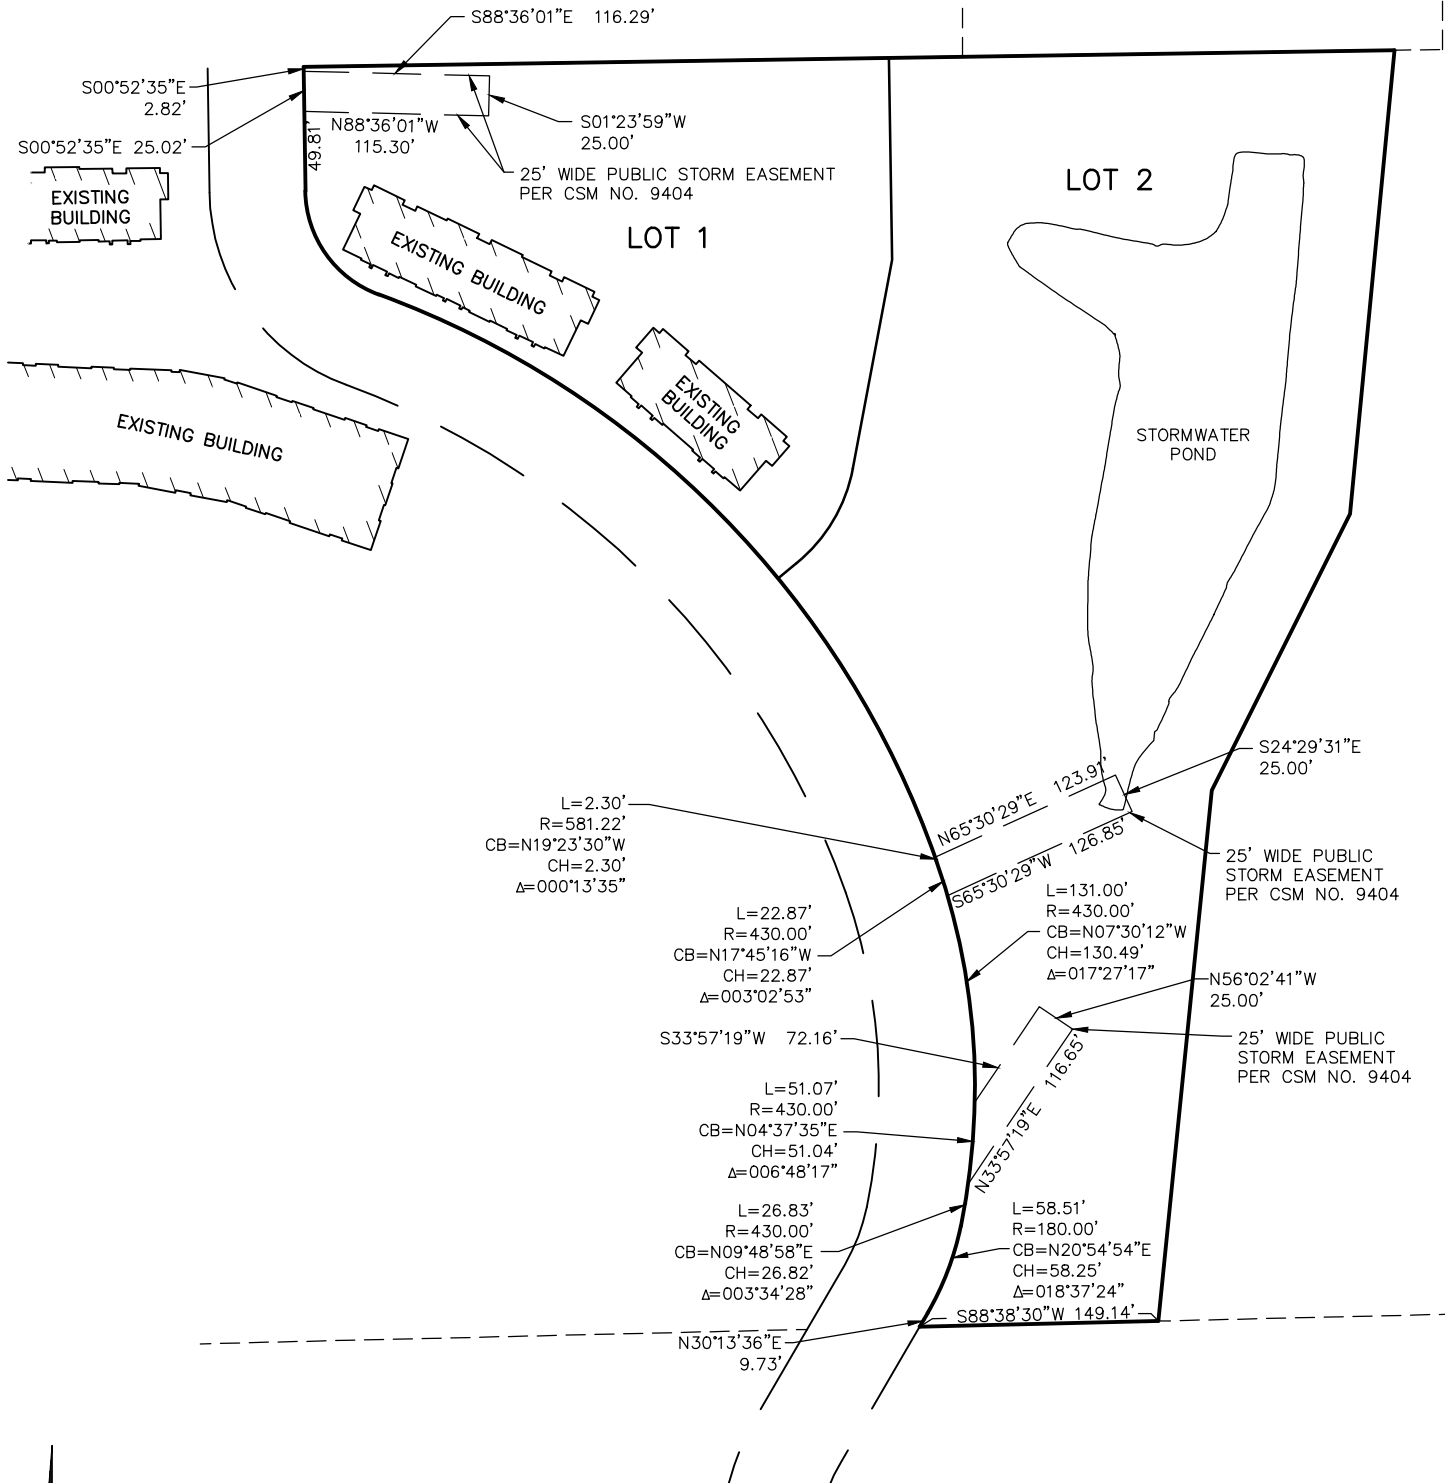 S88°36'01"E 116.29'
S00°52'35"E
2.82'
S00°52'35"E 25.02'
N88°36'01"W
115.30'
49.81'
S01°23'59"W
25.00'
25' WIDE PUBLIC STORM EASEMENT
PER CSM NO. 9404
LOT 1
LOT 2
EXISTING
BUILDING
EXISTING BUILDING
EXISTING
BUILDING
EXISTING BUILDING
STORMWATER
POND
S24°29'31"E
25.00'
N65°30'29"E 123.91'
S65°30'29"W 126.85'
25' WIDE PUBLIC
STORM EASEMENT
PER CSM NO. 9404
L=2.30'
R=581.22'
CB=N19°23'30"W
CH=2.30'
Δ=000°13'35"
L=22.87'
R=430.00'
CB=N17°45'16"W
CH=22.87'
Δ=003°02'53"
L=131.00'
R=430.00'
CB=N07°30'12"W
CH=130.49'
Δ=017°27'17"
N56°02'41"W
25.00'
25' WIDE PUBLIC
STORM EASEMENT
PER CSM NO. 9404
S33°57'19"W 72.16'
N33°57'19"E 116.65'
L=51.07'
R=430.00'
CB=N04°37'35"E
CH=51.04'
Δ=006°48'17"
L=26.83'
R=430.00'
CB=N09°48'58"E
CH=26.82'
Δ=003°34'28"
L=58.51'
R=180.00'
CB=N20°54'54"E
CH=58.25'
Δ=018°37'24"
S88°38'30"W 149.14'
N30°13'36"E
9.73'